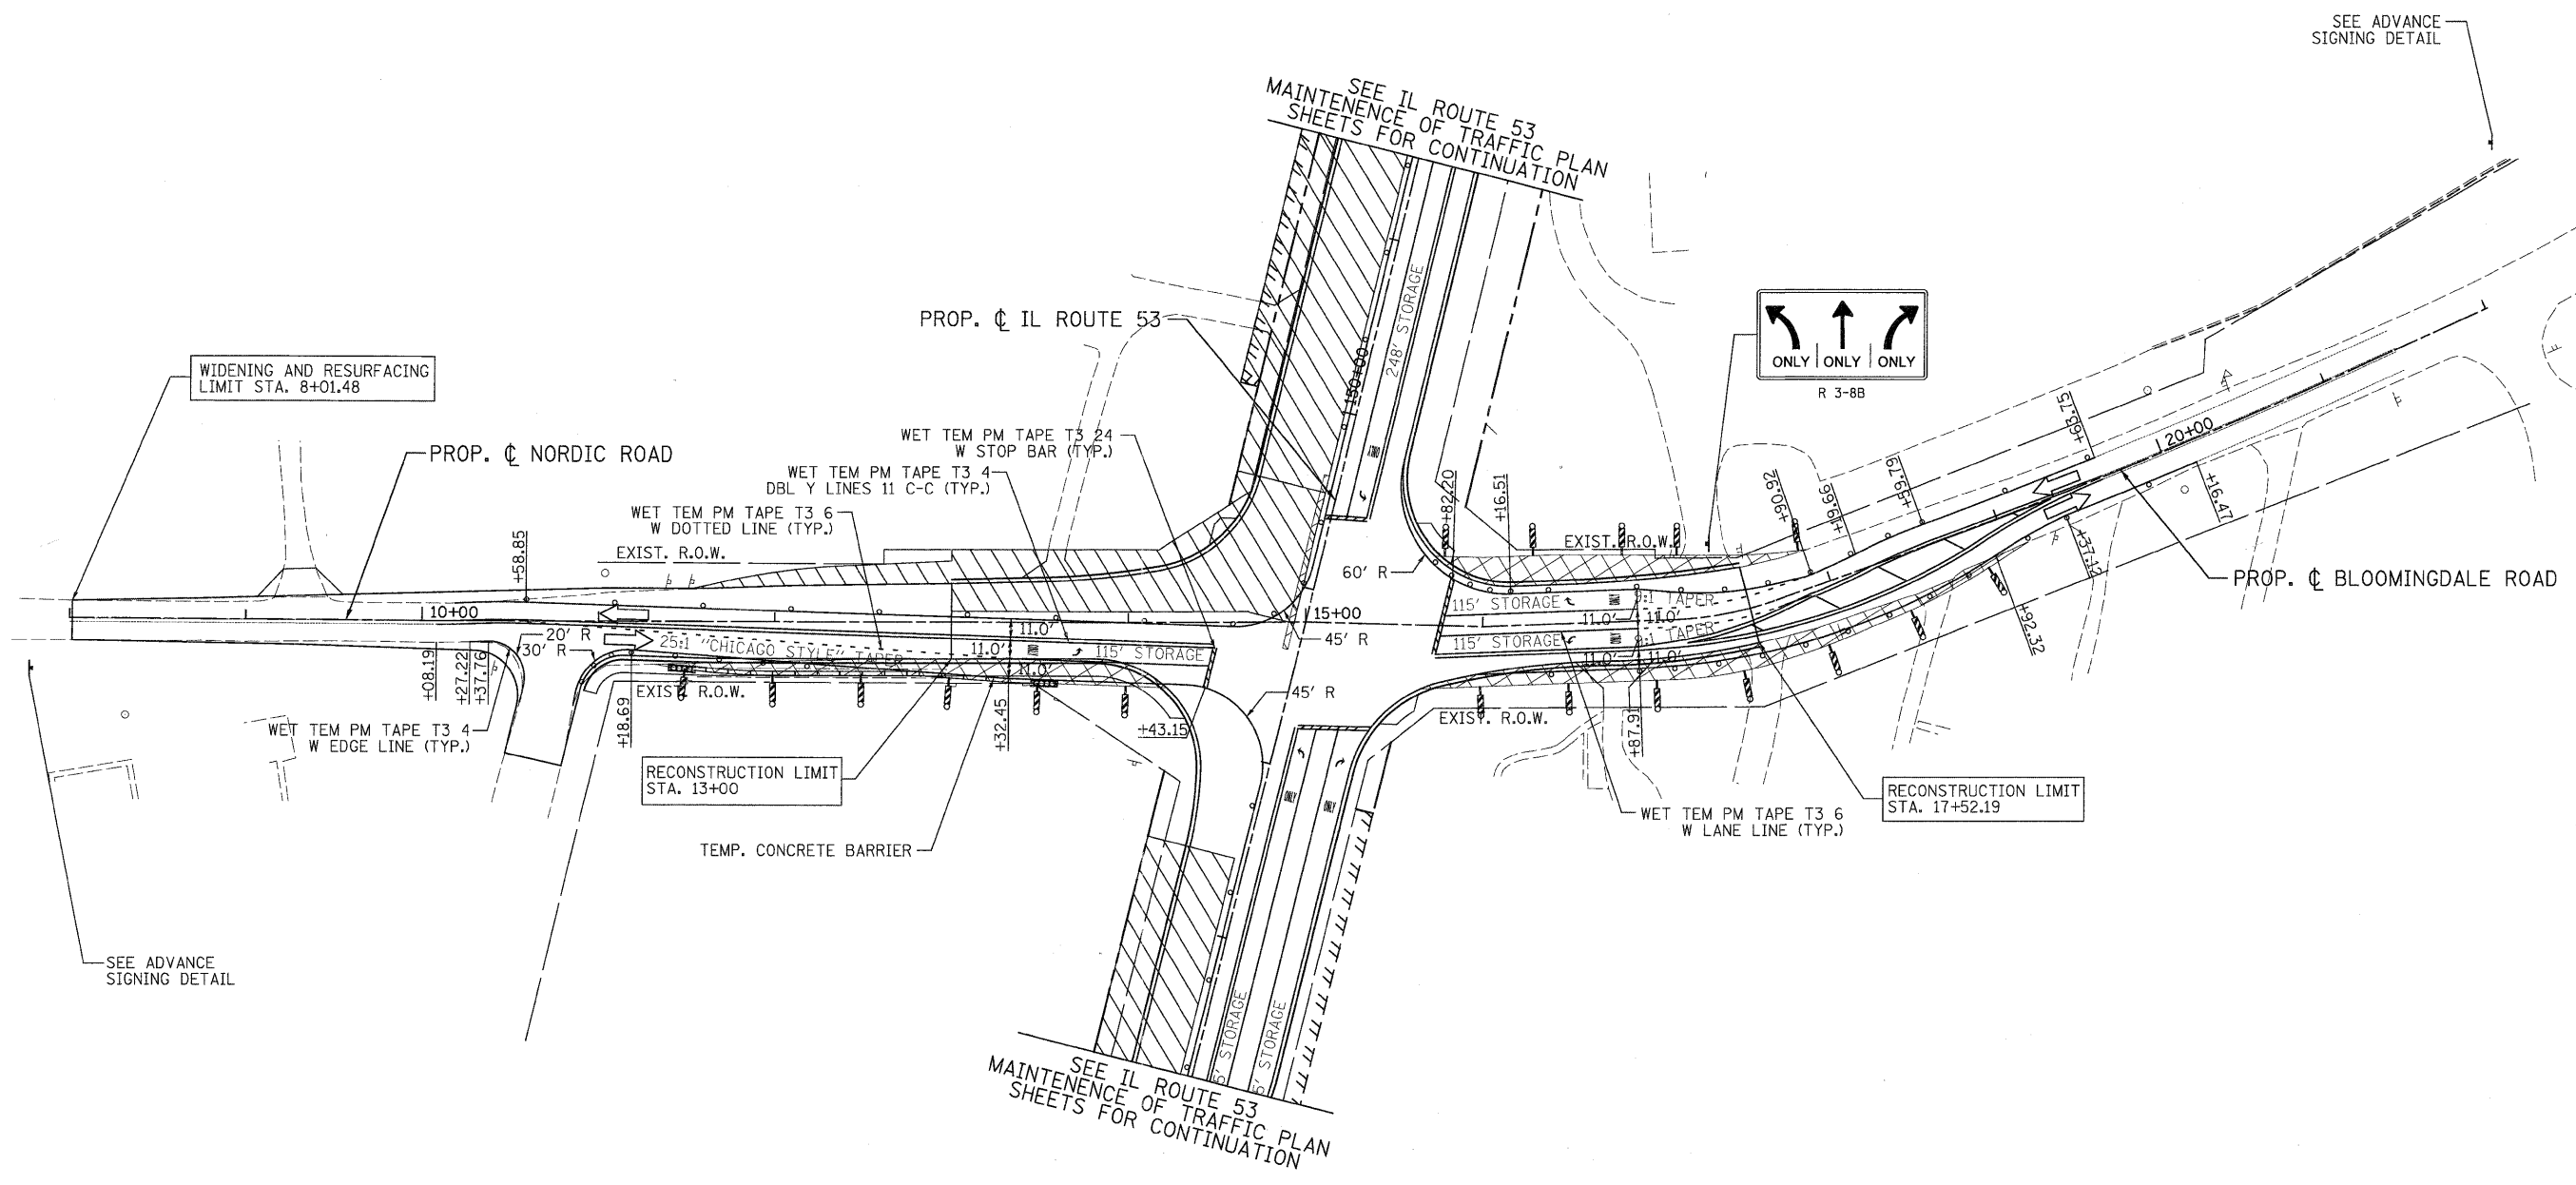 SEE ADVANCE
SIGNING DETAIL
SEE IL ROUTE 53
MAINTENENCE OF TRAFFIC PLAN
SHEETS FOR CONTINUATION
PROP. ℄ IL ROUTE 53
248' STORAGE
150+00
ONLY
ONLY | ONLY | ONLY
R 3-8B
WIDENING AND RESURFACING
LIMIT STA. 8+01.48
PROP. ℄ NORDIC ROAD
WET TEM PM TAPE T3 24
W STOP BAR (TYP.)
WET TEM PM TAPE T3 4
DBL Y LINES 11 C-C (TYP.)
WET TEM PM TAPE T3 6
W DOTTED LINE (TYP.)
EXIST. R.O.W.
+58.85
10+00
20' R
30' R
25:1 "CHICAGO STYLE" TAPER
11.0'
11.0'
11.0'
115' STORAGE
EXIST. R.O.W.
+08.19
+27.22
+37.76
+18.69
+32.45
+43.15
WET TEM PM TAPE T3 4
W EDGE LINE (TYP.)
RECONSTRUCTION LIMIT
STA. 13+00
TEMP. CONCRETE BARRIER
SEE ADVANCE
SIGNING DETAIL
60' R
15+00
45' R
45' R
+82.20
+16.51
EXIST. R.O.W.
115' STORAGE
9:1 TAPER
11.0'
11.0'
115' STORAGE
9:1 TAPER
11.0'
11.0'
EXIST. R.O.W.
+87.91
+90.92
+19.66
+59.79
+63.75
20+00
+16.47
+37.12
+92.32
PROP. ℄ BLOOMINGDALE ROAD
WET TEM PM TAPE T3 6
W LANE LINE (TYP.)
RECONSTRUCTION LIMIT
STA. 17+52.19
ONLY
ONLY
5' STORAGE
5' STORAGE
SEE IL ROUTE 53
MAINTENENCE OF TRAFFIC PLAN
SHEETS FOR CONTINUATION